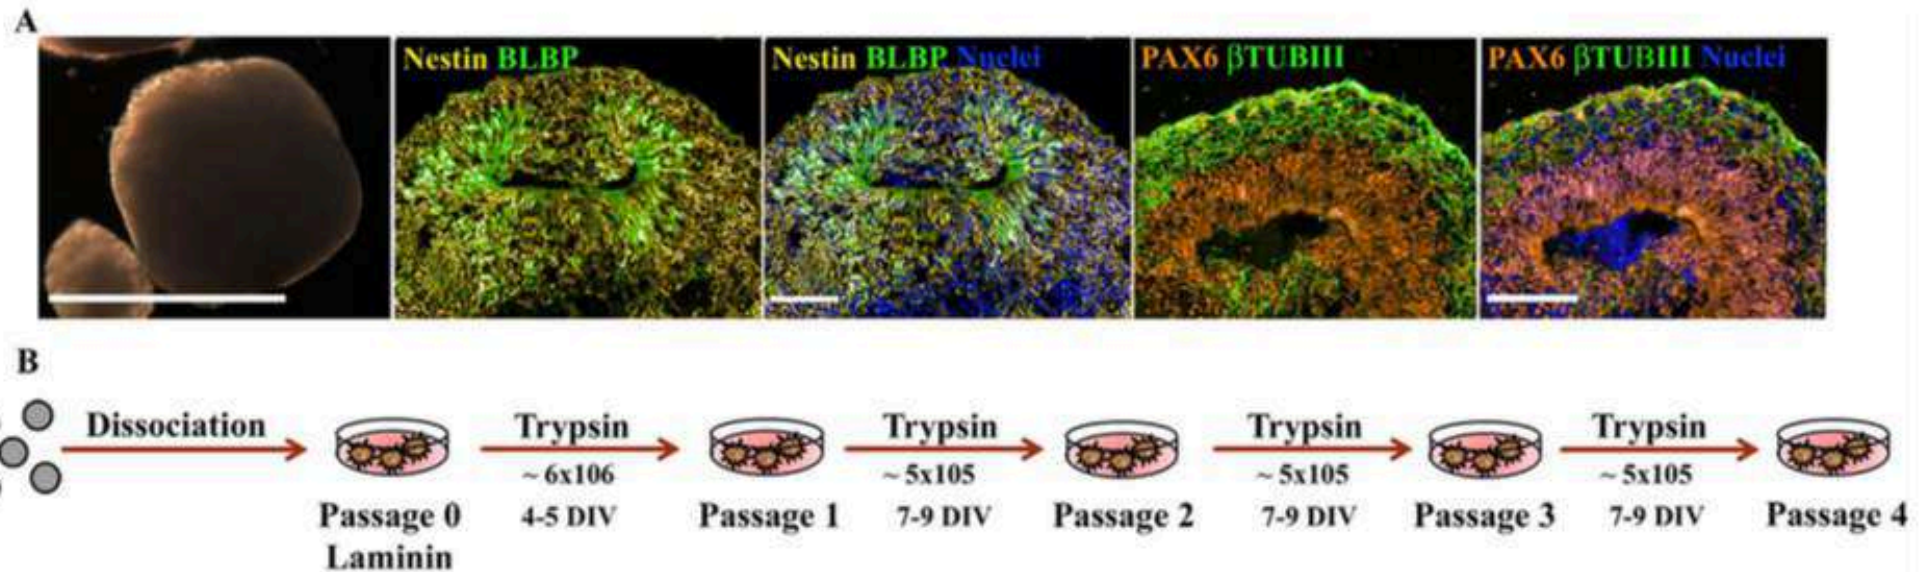 A
Nestin BLBP
Nestin BLBP Nuclei
PAX6 βTUBIII
PAX6 βTUBIII Nuclei
B
Dissociation
Trypsin
Trypsin
Trypsin
Trypsin
~ 6x106
~ 5x105
~ 5x105
~ 5x105
Passage 0
4-5 DIV
Passage 1
7-9 DIV
Passage 2
7-9 DIV
Passage 3
7-9 DIV
Passage 4
Laminin